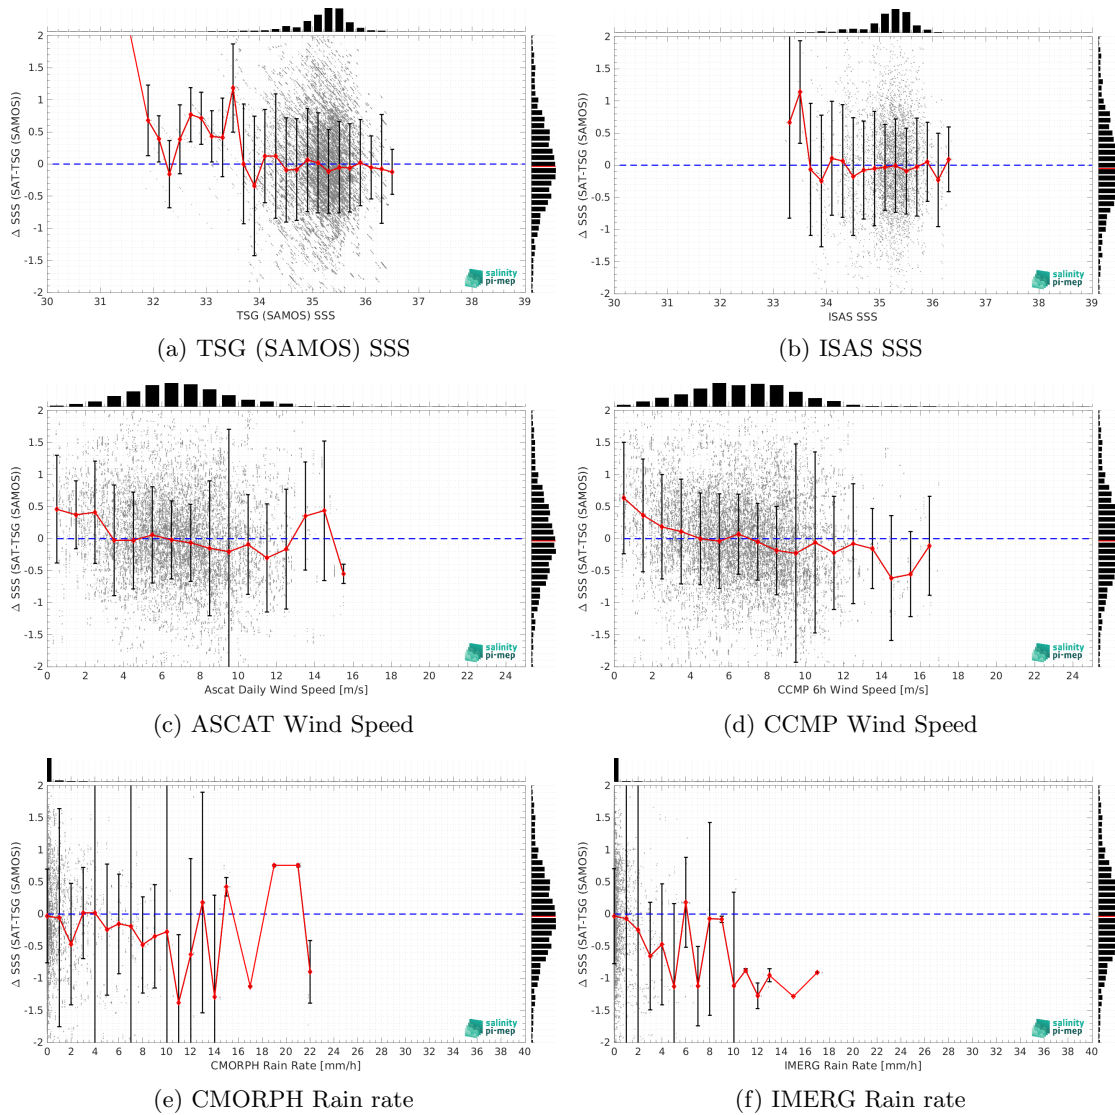 2
1.5
1
0.5
0
-0.5
-1
-1.5
-2
Δ SSS (SAT-TSG (SAMOS))
30 31 32 33 34 35 36 37 38 39
TSG (SAMOS) SSS
salinity
pi-mep
(a) TSG (SAMOS) SSS
2
1.5
1
0.5
0
-0.5
-1
-1.5
-2
Δ SSS (SAT-TSG (SAMOS))
30 31 32 33 34 35 36 37 38 39
ISAS SSS
salinity
pi-mep
(b) ISAS SSS
2
1.5
1
0.5
0
-0.5
-1
-1.5
-2
Δ SSS (SAT-TSG (SAMOS))
0 2 4 6 8 10 12 14 16 18 20 22 24
Ascat Daily Wind Speed [m/s]
salinity
pi-mep
(c) ASCAT Wind Speed
2
1.5
1
0.5
0
-0.5
-1
-1.5
-2
Δ SSS (SAT-TSG (SAMOS))
0 2 4 6 8 10 12 14 16 18 20 22 24
CCMP 6h Wind Speed [m/s]
salinity
pi-mep
(d) CCMP Wind Speed
2
1.5
1
0.5
0
-0.5
-1
-1.5
-2
Δ SSS (SAT-TSG (SAMOS))
0 2 4 6 8 10 12 14 16 18 20 22 24 26 28 30 32 34 36 38 40
CMORPH Rain Rate [mm/h]
salinity
pi-mep
(e) CMORPH Rain rate
2
1.5
1
0.5
0
-0.5
-1
-1.5
-2
Δ SSS (SAT-TSG (SAMOS))
0 2 4 6 8 10 12 14 16 18 20 22 24 26 28 30 32 34 36 38 40
IMERG Rain Rate [mm/h]
salinity
pi-mep
(f) IMERG Rain rate